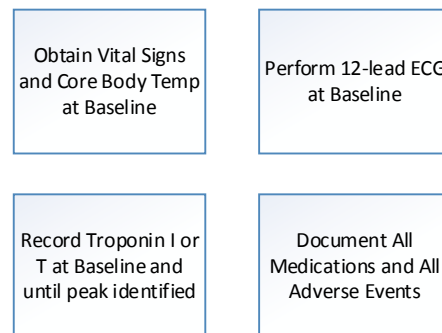 Obtain Vital Signs
and Core Body Temp
at Baseline
Perform 12-lead ECG
at Baseline
Record Troponin I or
T at Baseline and
until peak identified
Document All
Medications and All
Adverse Events